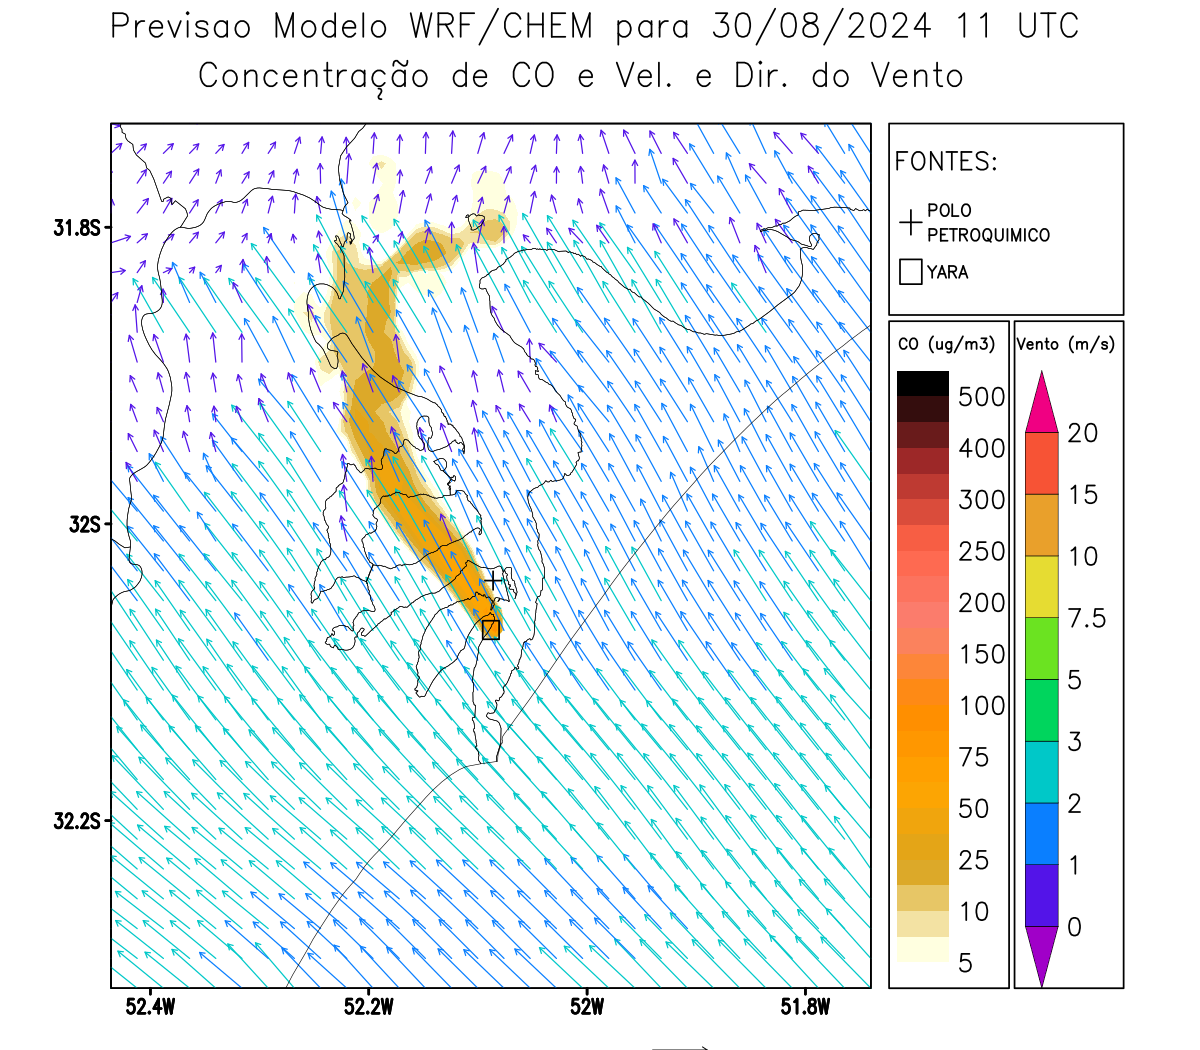 Previsao Modelo WRF/CHEM para 30/08/2024 11 UTC
Concentração de CO e Vel. e Dir. do Vento
FONTES:
POLO
PETROQUIMICO
YARA
CO (ug/m3)
500
400
300
250
200
150
100
75
50
25
10
5
Vento (m/s)
20
15
10
7.5
5
3
2
1
0
31.8S
32S
32.2S
52.4W
52.2W
52W
51.8W